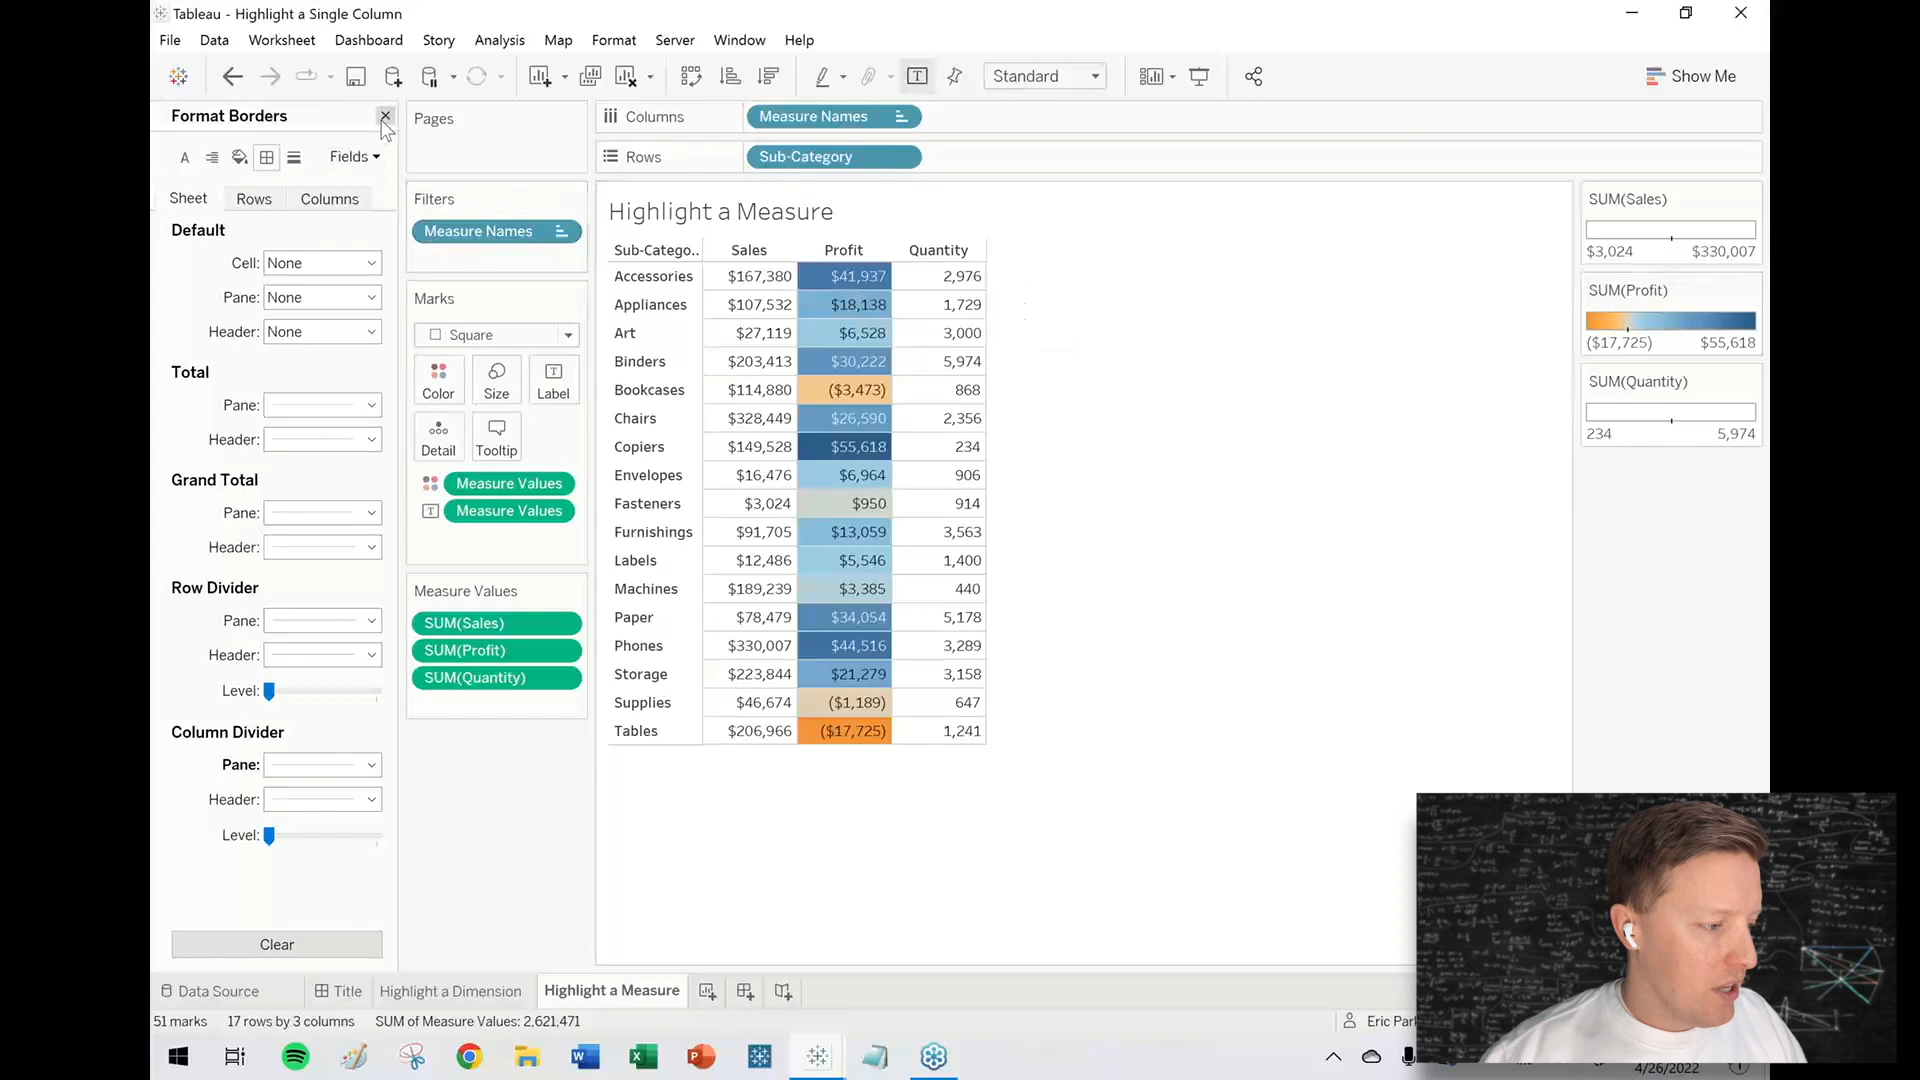 Tableau - Highlight a Single Column
File Data Worksheet Dashboard Story Analysis Map Format Server Window Help
Standard
Show Me
Format Borders
Fields
Sheet Rows Columns
Default
Cell: None
Pane: None
Header: None
Total
Pane:
Header:
Grand Total
Pane:
Header:
Row Divider
Pane:
Header:
Level:
Column Divider
Pane:
Header:
Level:
Clear
Pages
Filters
Measure Names
Marks
Square
Color Size Label
Detail Tooltip
Measure Values
Measure Values
Measure Values
SUM(Sales)
SUM(Profit)
SUM(Quantity)
Columns Measure Names
Rows Sub-Category
Highlight a Measure
Sub-Catego.. Sales Profit Quantity
Accessories $167,380 $41,937 2,976
Appliances $107,532 $18,138 1,729
Art $27,119 $6,528 3,000
Binders $203,413 $30,222 5,974
Bookcases $114,880 ($3,473) 868
Chairs $328,449 $26,590 2,356
Copiers $149,528 $55,618 234
Envelopes $16,476 $6,964 906
Fasteners $3,024 $950 914
Furnishings $91,705 $13,059 3,563
Labels $12,486 $5,546 1,400
Machines $189,239 $3,385 440
Paper $78,479 $34,054 5,178
Phones $330,007 $44,516 3,289
Storage $223,844 $21,279 3,158
Supplies $46,674 ($1,189) 647
Tables $206,966 ($17,725) 1,241
SUM(Sales)
$3,024 $330,007
SUM(Profit)
($17,725) $55,618
SUM(Quantity)
234 5,974
Data Source Title Highlight a Dimension Highlight a Measure
51 marks 17 rows by 3 columns SUM of Measure Values: 2,621,471
Eric Park
4/26/2022